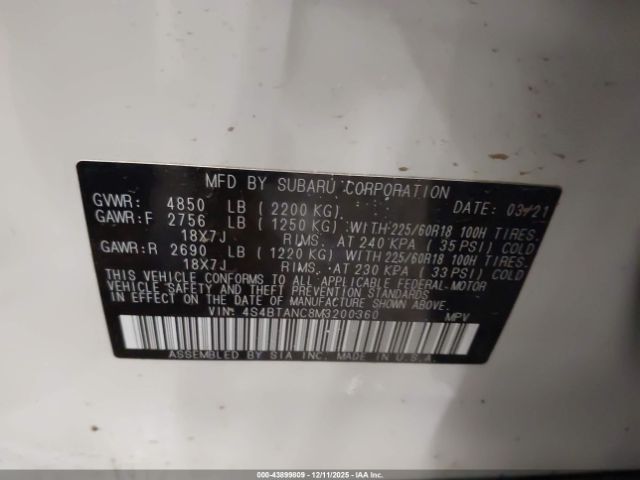 MFD BY SUBARU CORPORATION
GVWR: 4850 LB (2200 KG) DATE: 03/21
GAWR:F 2756 LB (1250 KG) WITH 225/60R18 100H TIRES,
18X7J RIMS, AT 240 KPA (35 PSI) COLD
GAWR:R 2690 LB (1220 KG) WITH 225/60R18 100H TIRES,
18X7J RIMS, AT 230 KPA (33 PSI) COLD
THIS VEHICLE CONFORMS TO ALL APPLICABLE FEDERAL-MOTOR
VEHICLE SAFETY AND THEFT PREVENTION STANDARDS IN
EFFECT ON THE DATE OF MANUFACTURE SHOWN ABOVE.
VIN: 4S4BTANC8M3200360 MPV
ASSEMBLED BY SIA INC. MADE IN U.S.A.
000-43899809 - 12/11/2025 - IAAI.COM